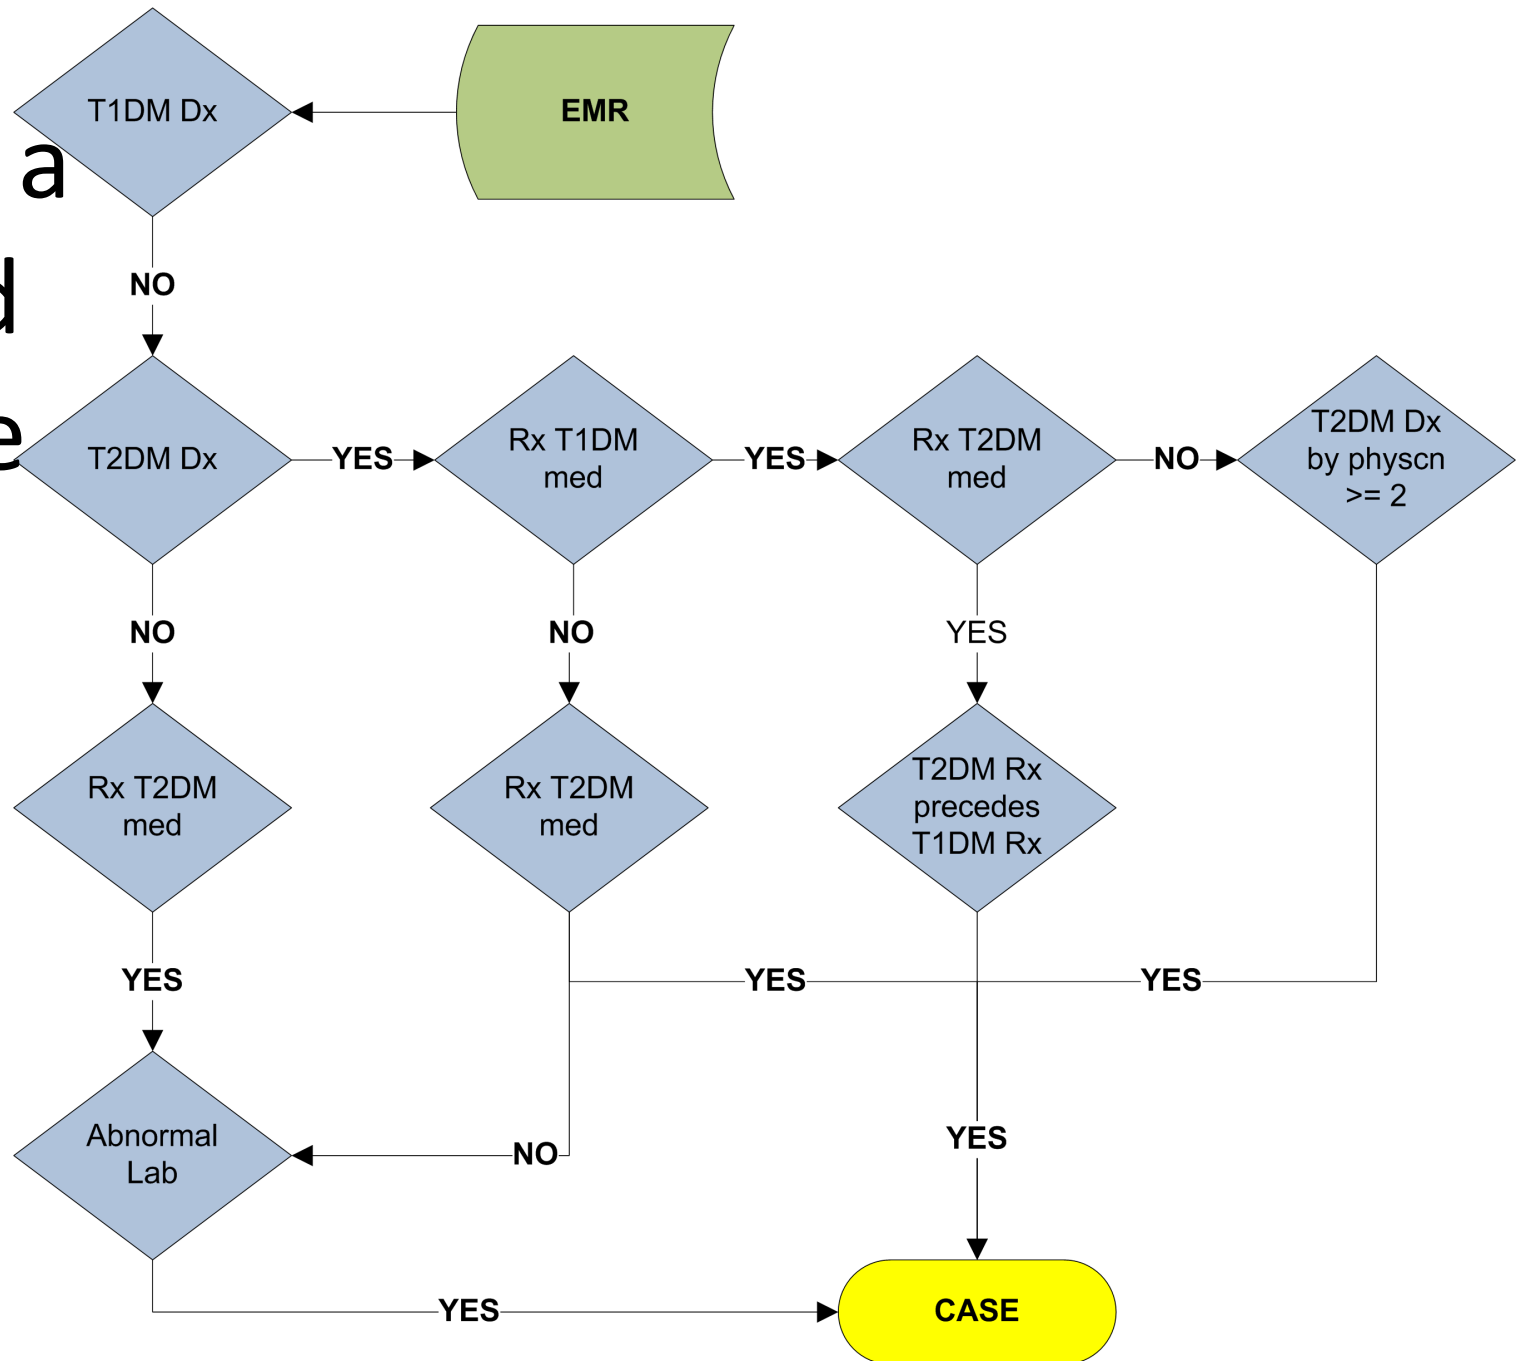 T1DM Dx
EMR
a
NO
d
T2DM Dx
YES
Rx T1DM
med
YES
Rx T2DM
med
NO
T2DM Dx
by physcn
>= 2
e
NO
NO
YES
Rx T2DM
med
Rx T2DM
med
T2DM Rx
precedes
T1DM Rx
YES
YES
YES
Abnormal
Lab
NO
YES
YES
CASE